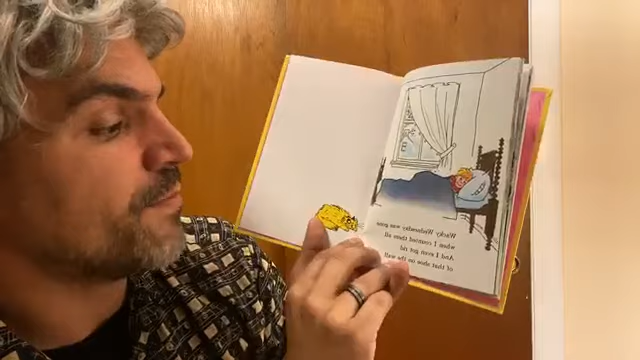 Wacky Wednesday was gone
when I counted them all
And I even got rid
of that shoe on the wall.